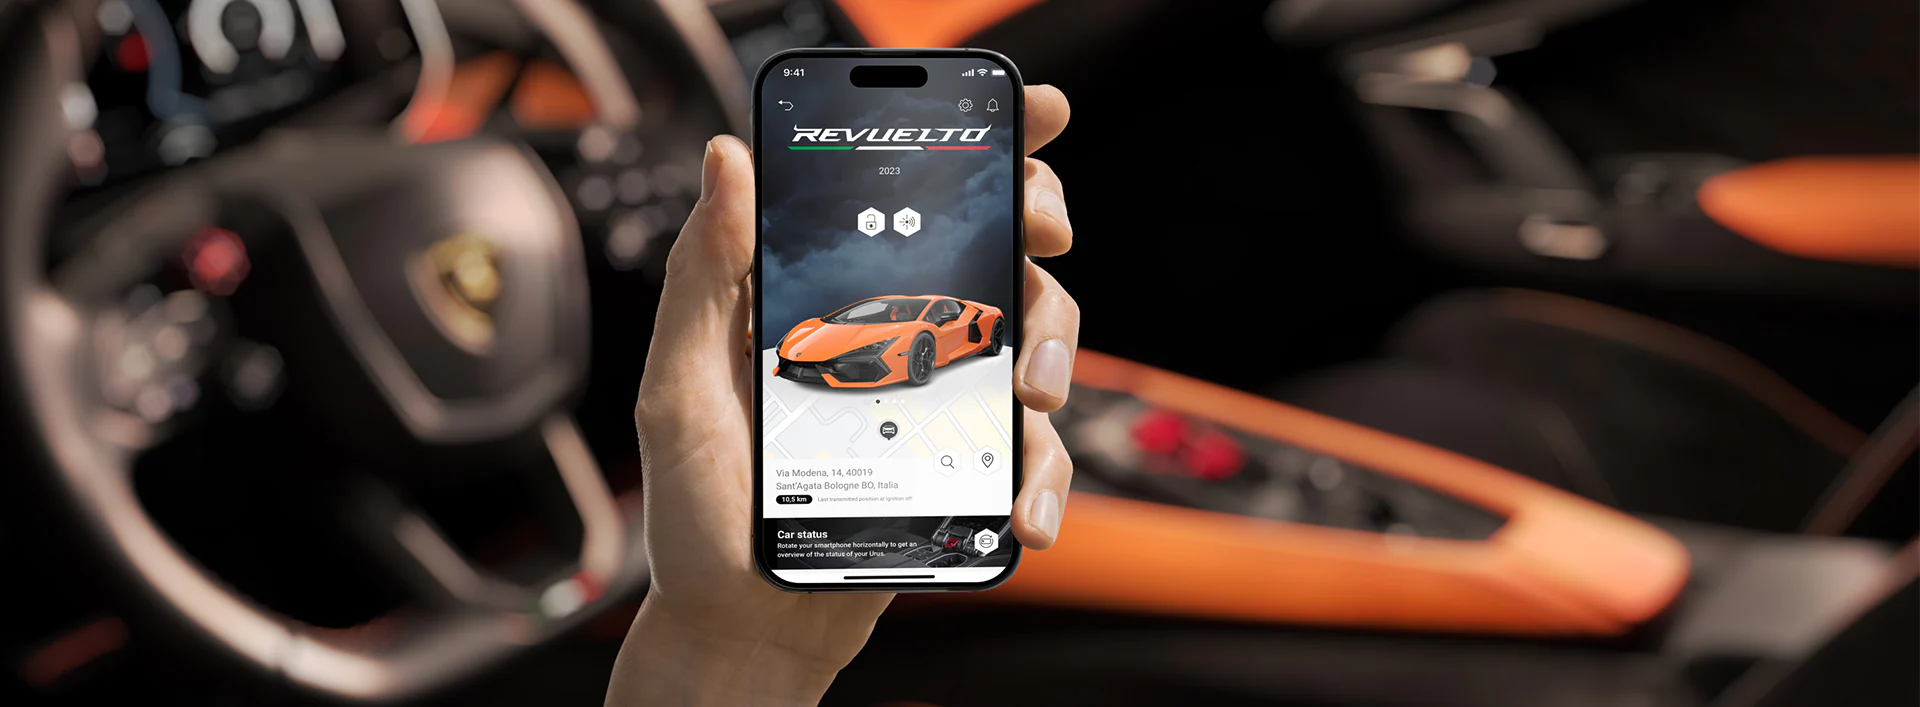 9:41
REVUELTO
2023
Via Modena, 14, 40019
Sant'Agata Bologne BO, Italia
10,5 km Last transmitted position at ignition off
Car status
Rotate your smartphone horizontally to get an
overview of the status of your Urus.